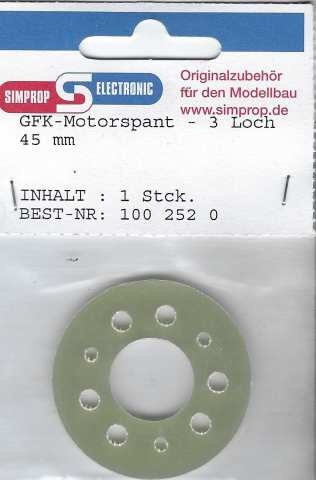 SIMPROP ELECTRONIC
Originalzubehör
für den Modellbau
www.simprop.de
GFK-Motorspant - 3 Loch
45 mm
INHALT : 1 Stck.
BEST-NR: 100 252 0